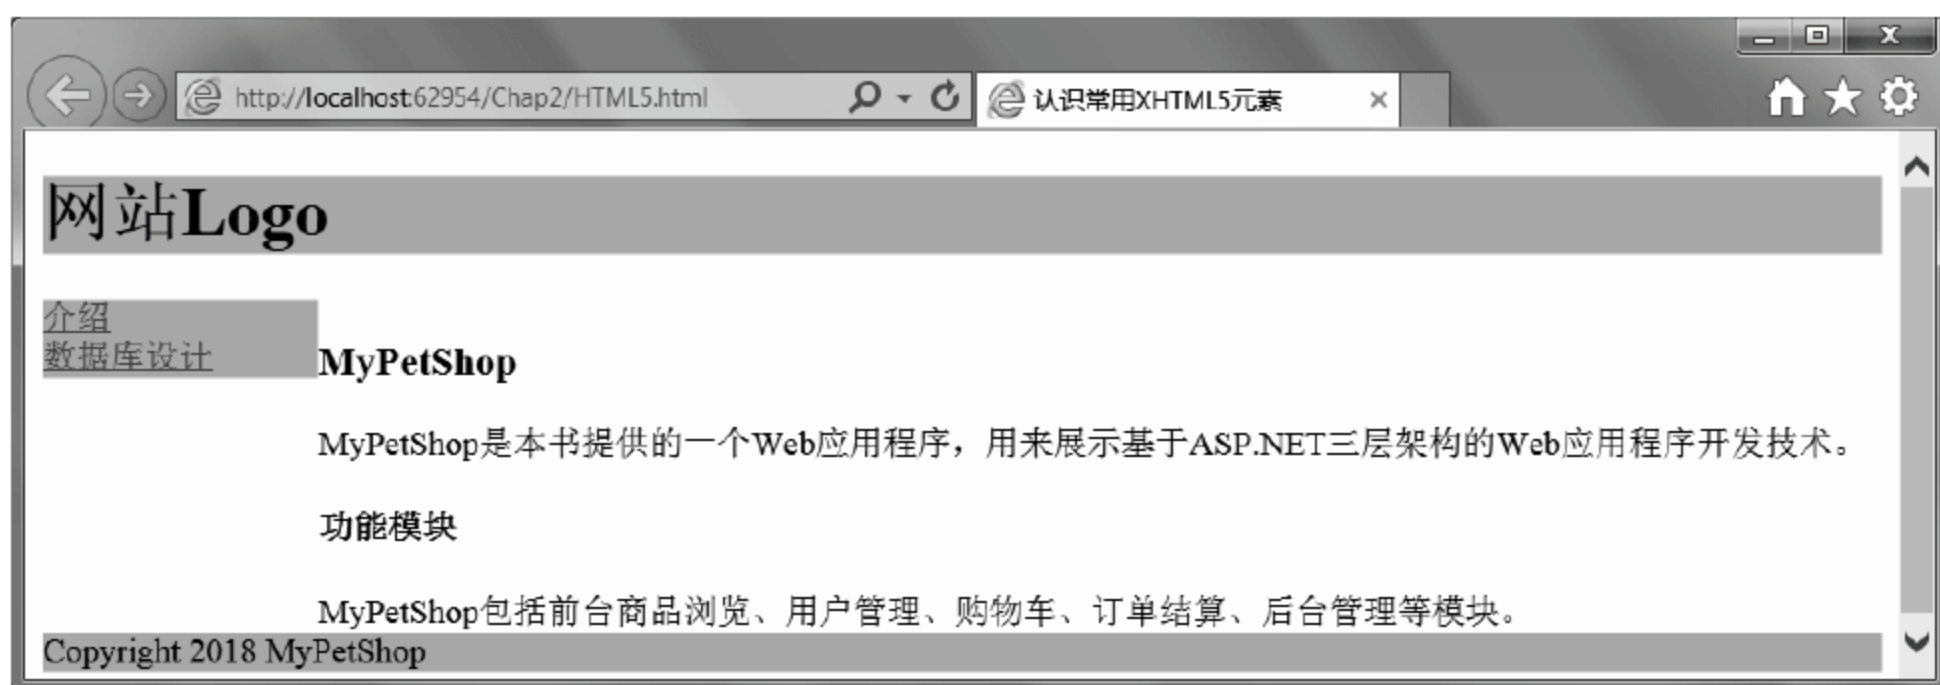 http://localhost:62954/Chap2/HTML5.html
认识常用XHTML5元素
网站Logo
介绍
数据库设计
MyPetShop
MyPetShop是本书提供的一个Web应用程序，用来展示基于ASP.NET三层架构的Web应用程序开发技术。
功能模块
MyPetShop包括前台商品浏览、用户管理、购物车、订单结算、后台管理等模块。
Copyright 2018 MyPetShop